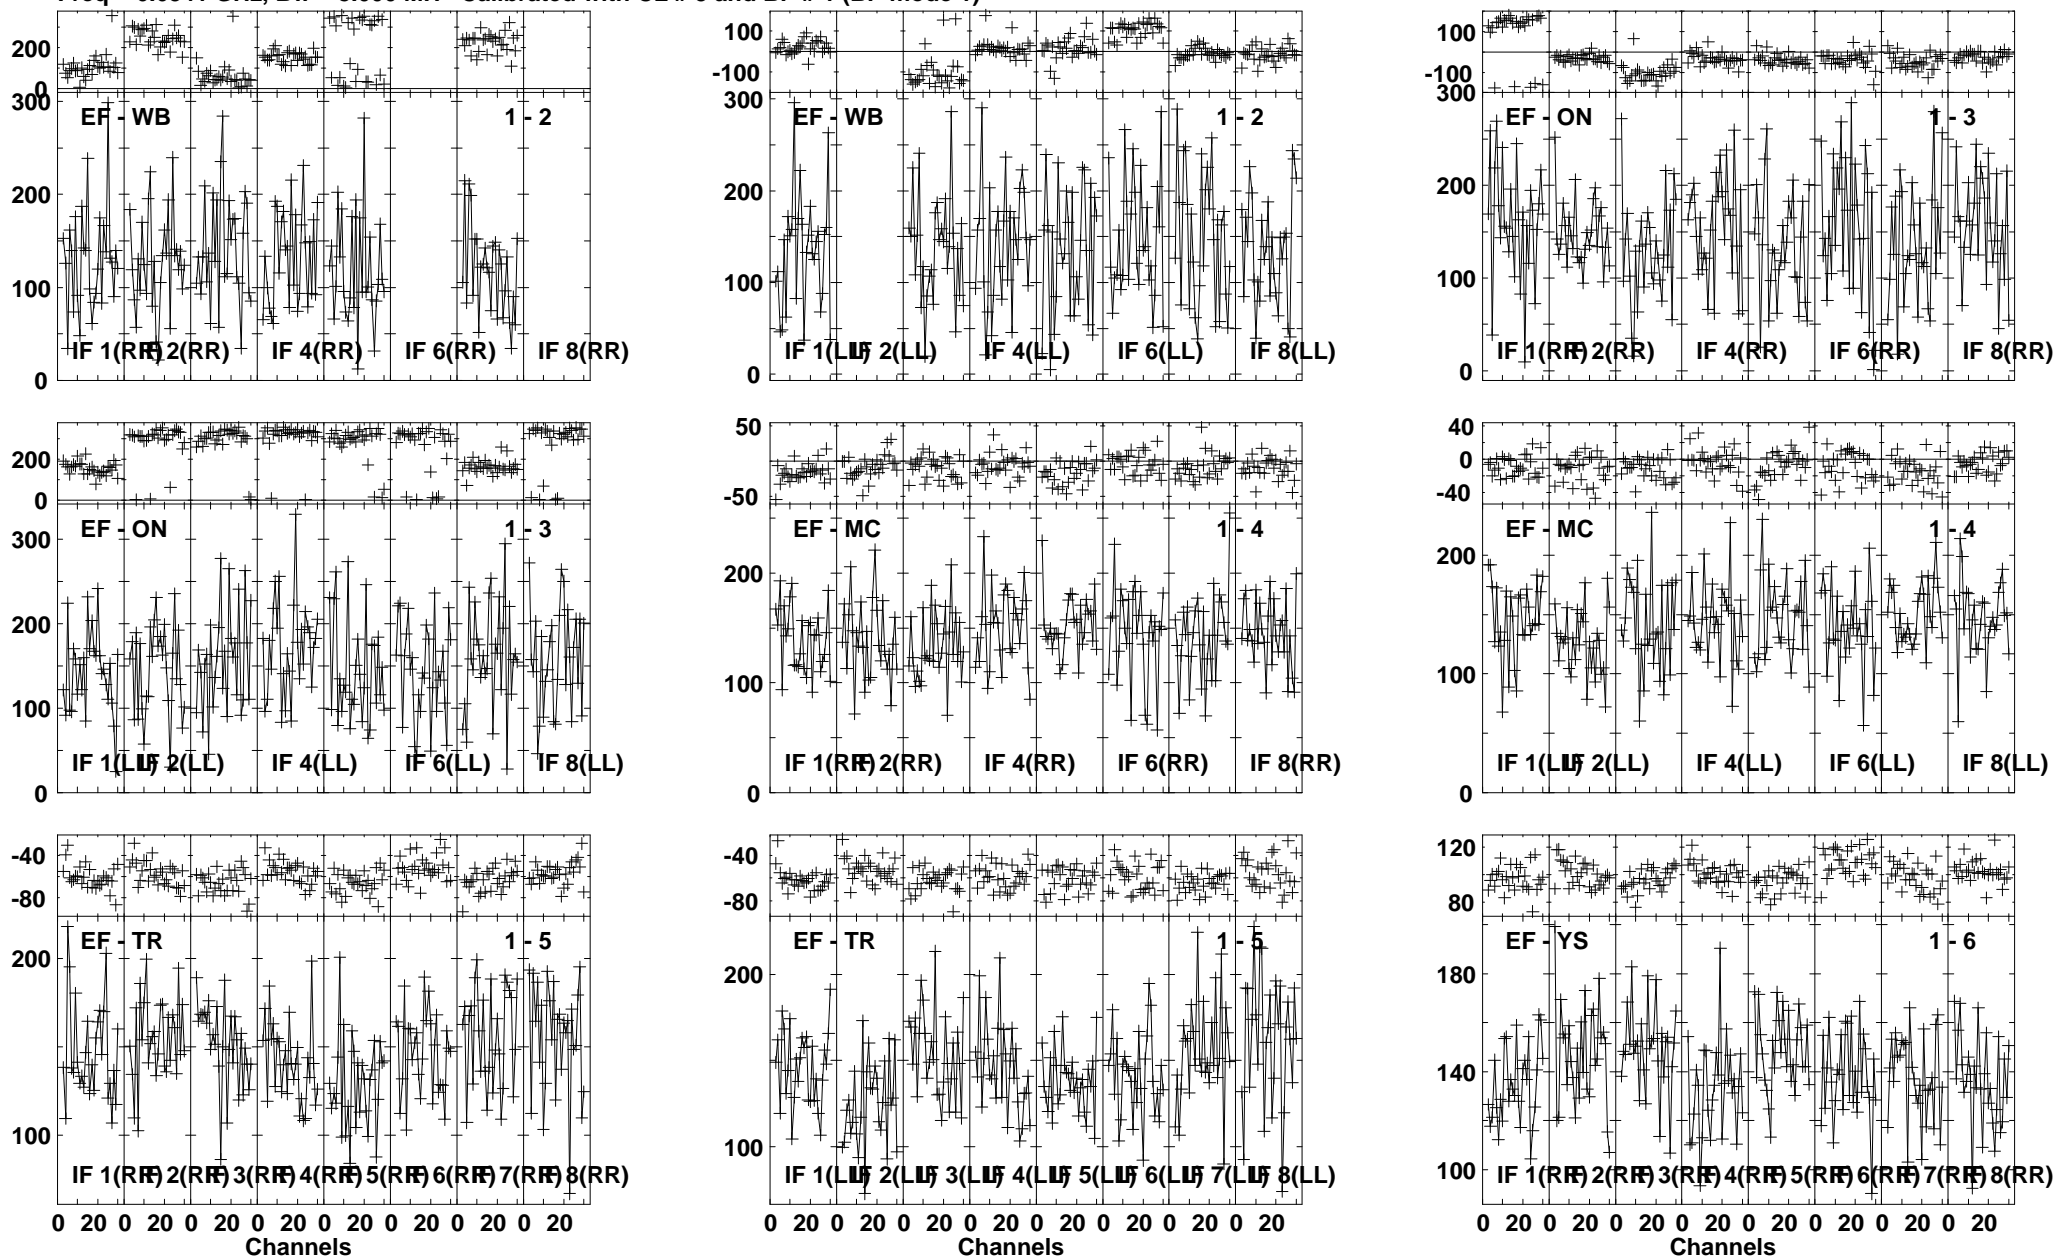 200
0
300
200
100
0
EF - WB
1 - 2
IF 1(RR)
2(RR)
IF 4(RR)
IF 6(RR)
IF 8(RR)
100
-100
300
200
100
0
EF - WB
1 - 2
IF 1(LL)
IF 2(LL)
IF 4(LL)
IF 6(LL)
IF 8(LL)
100
-100
300
200
100
0
EF - ON
1 - 3
IF 1(RR)
IF 2(RR)
IF 4(RR)
IF 6(RR)
IF 8(RR)
200
0
300
200
100
0
EF - ON
1 - 3
IF 1(LL)
IF 2(LL)
IF 4(LL)
IF 6(LL)
IF 8(LL)
50
-50
200
100
0
EF - MC
1 - 4
IF 1(RR)
IF 2(RR)
IF 4(RR)
IF 6(RR)
IF 8(RR)
40
0
-40
200
100
0
EF - MC
1 - 4
IF 1(LL)
IF 2(LL)
IF 4(LL)
IF 6(LL)
IF 8(LL)
-40
-80
200
100
EF - TR
1 - 5
IF 1(RR)
IF 2(RR)
IF 3(RR)
IF 4(RR)
IF 5(RR)
IF 6(RR)
IF 7(RR)
IF 8(RR)
0 20 0 20 0 20 0 20 0 20 0 20 0 20 0 20
Channels
-40
-80
200
100
EF - TR
1 - 5
IF 1(LL)
IF 2(LL)
IF 3(LL)
IF 4(LL)
IF 5(LL)
IF 6(LL)
IF 7(LL)
IF 8(LL)
0 20 0 20 0 20 0 20 0 20 0 20 0 20 0 20
Channels
120
100
80
180
140
100
EF - YS
1 - 6
IF 1(RR)
IF 2(RR)
IF 3(RR)
IF 4(RR)
IF 5(RR)
IF 6(RR)
IF 7(RR)
IF 8(RR)
0 20 0 20 0 20 0 20 0 20 0 20 0 20 0 20
Channels